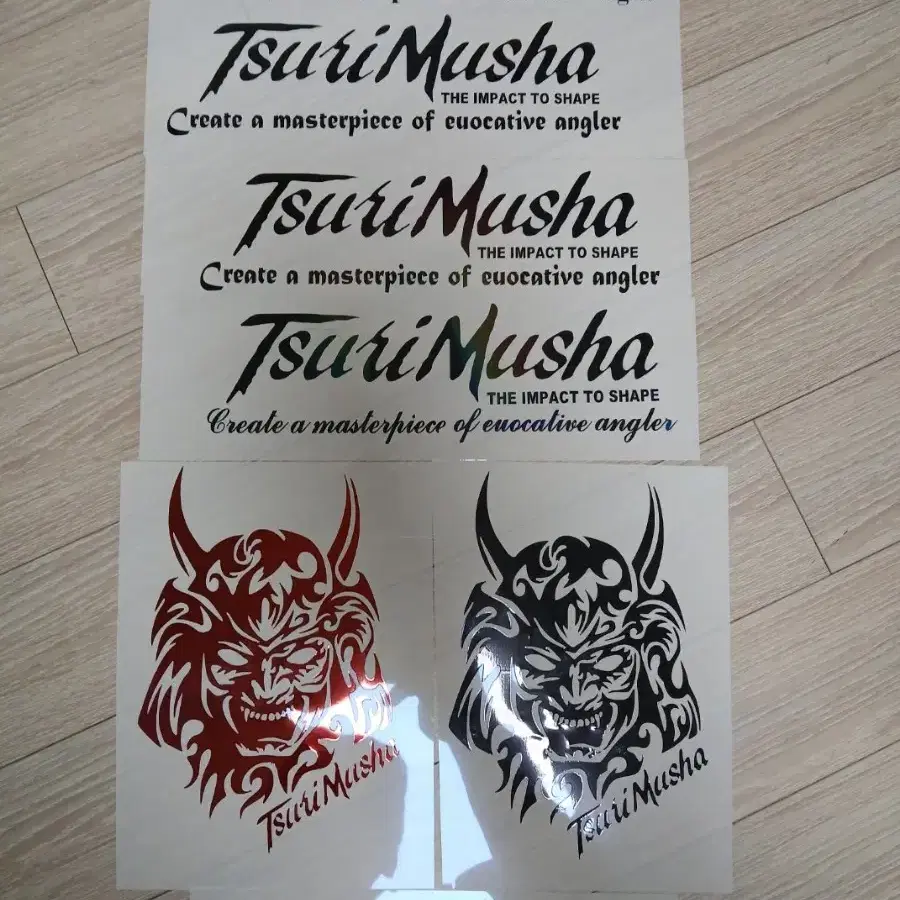 TsuriMusha
THE IMPACT TO SHAPE
Create a masterpiece of euocative angler
TsuriMusha
THE IMPACT TO SHAPE
Create a masterpiece of euocative angler
TsuriMusha
THE IMPACT TO SHAPE
Create a masterpiece of euocative angler
TsuriMusha
TsuriMusha